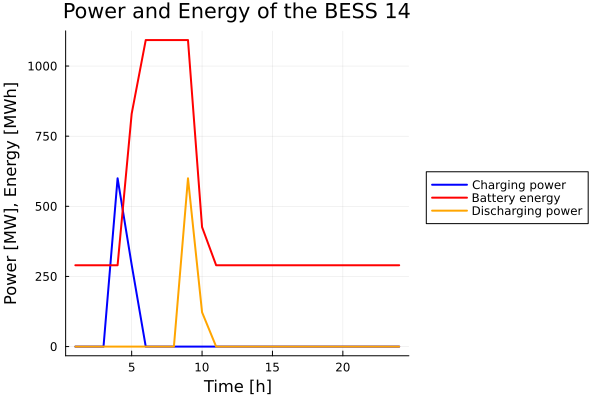 Power and Energy of the BESS 14
Power [MW], Energy [MWh]
1000
750
500
250
0
5
10
15
20
Time [h]
Charging power
Battery energy
Discharging power